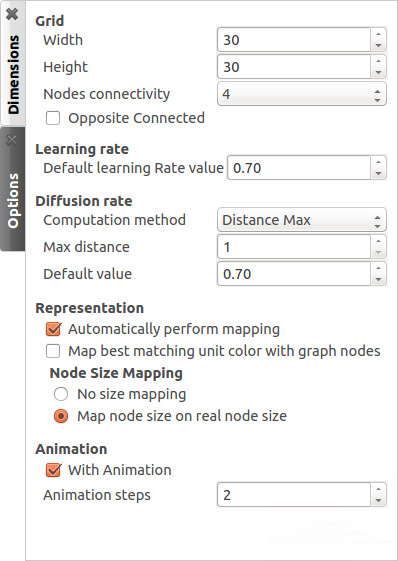 Dimensions
Options
Grid
Width 30
Height 30
Nodes connectivity 4
Opposite Connected
Learning rate
Default learning Rate value 0.70
Diffusion rate
Computation method Distance Max
Max distance 1
Default value 0.70
Representation
Automatically perform mapping
Map best matching unit color with graph nodes
Node Size Mapping
No size mapping
Map node size on real node size
Animation
With Animation
Animation steps 2